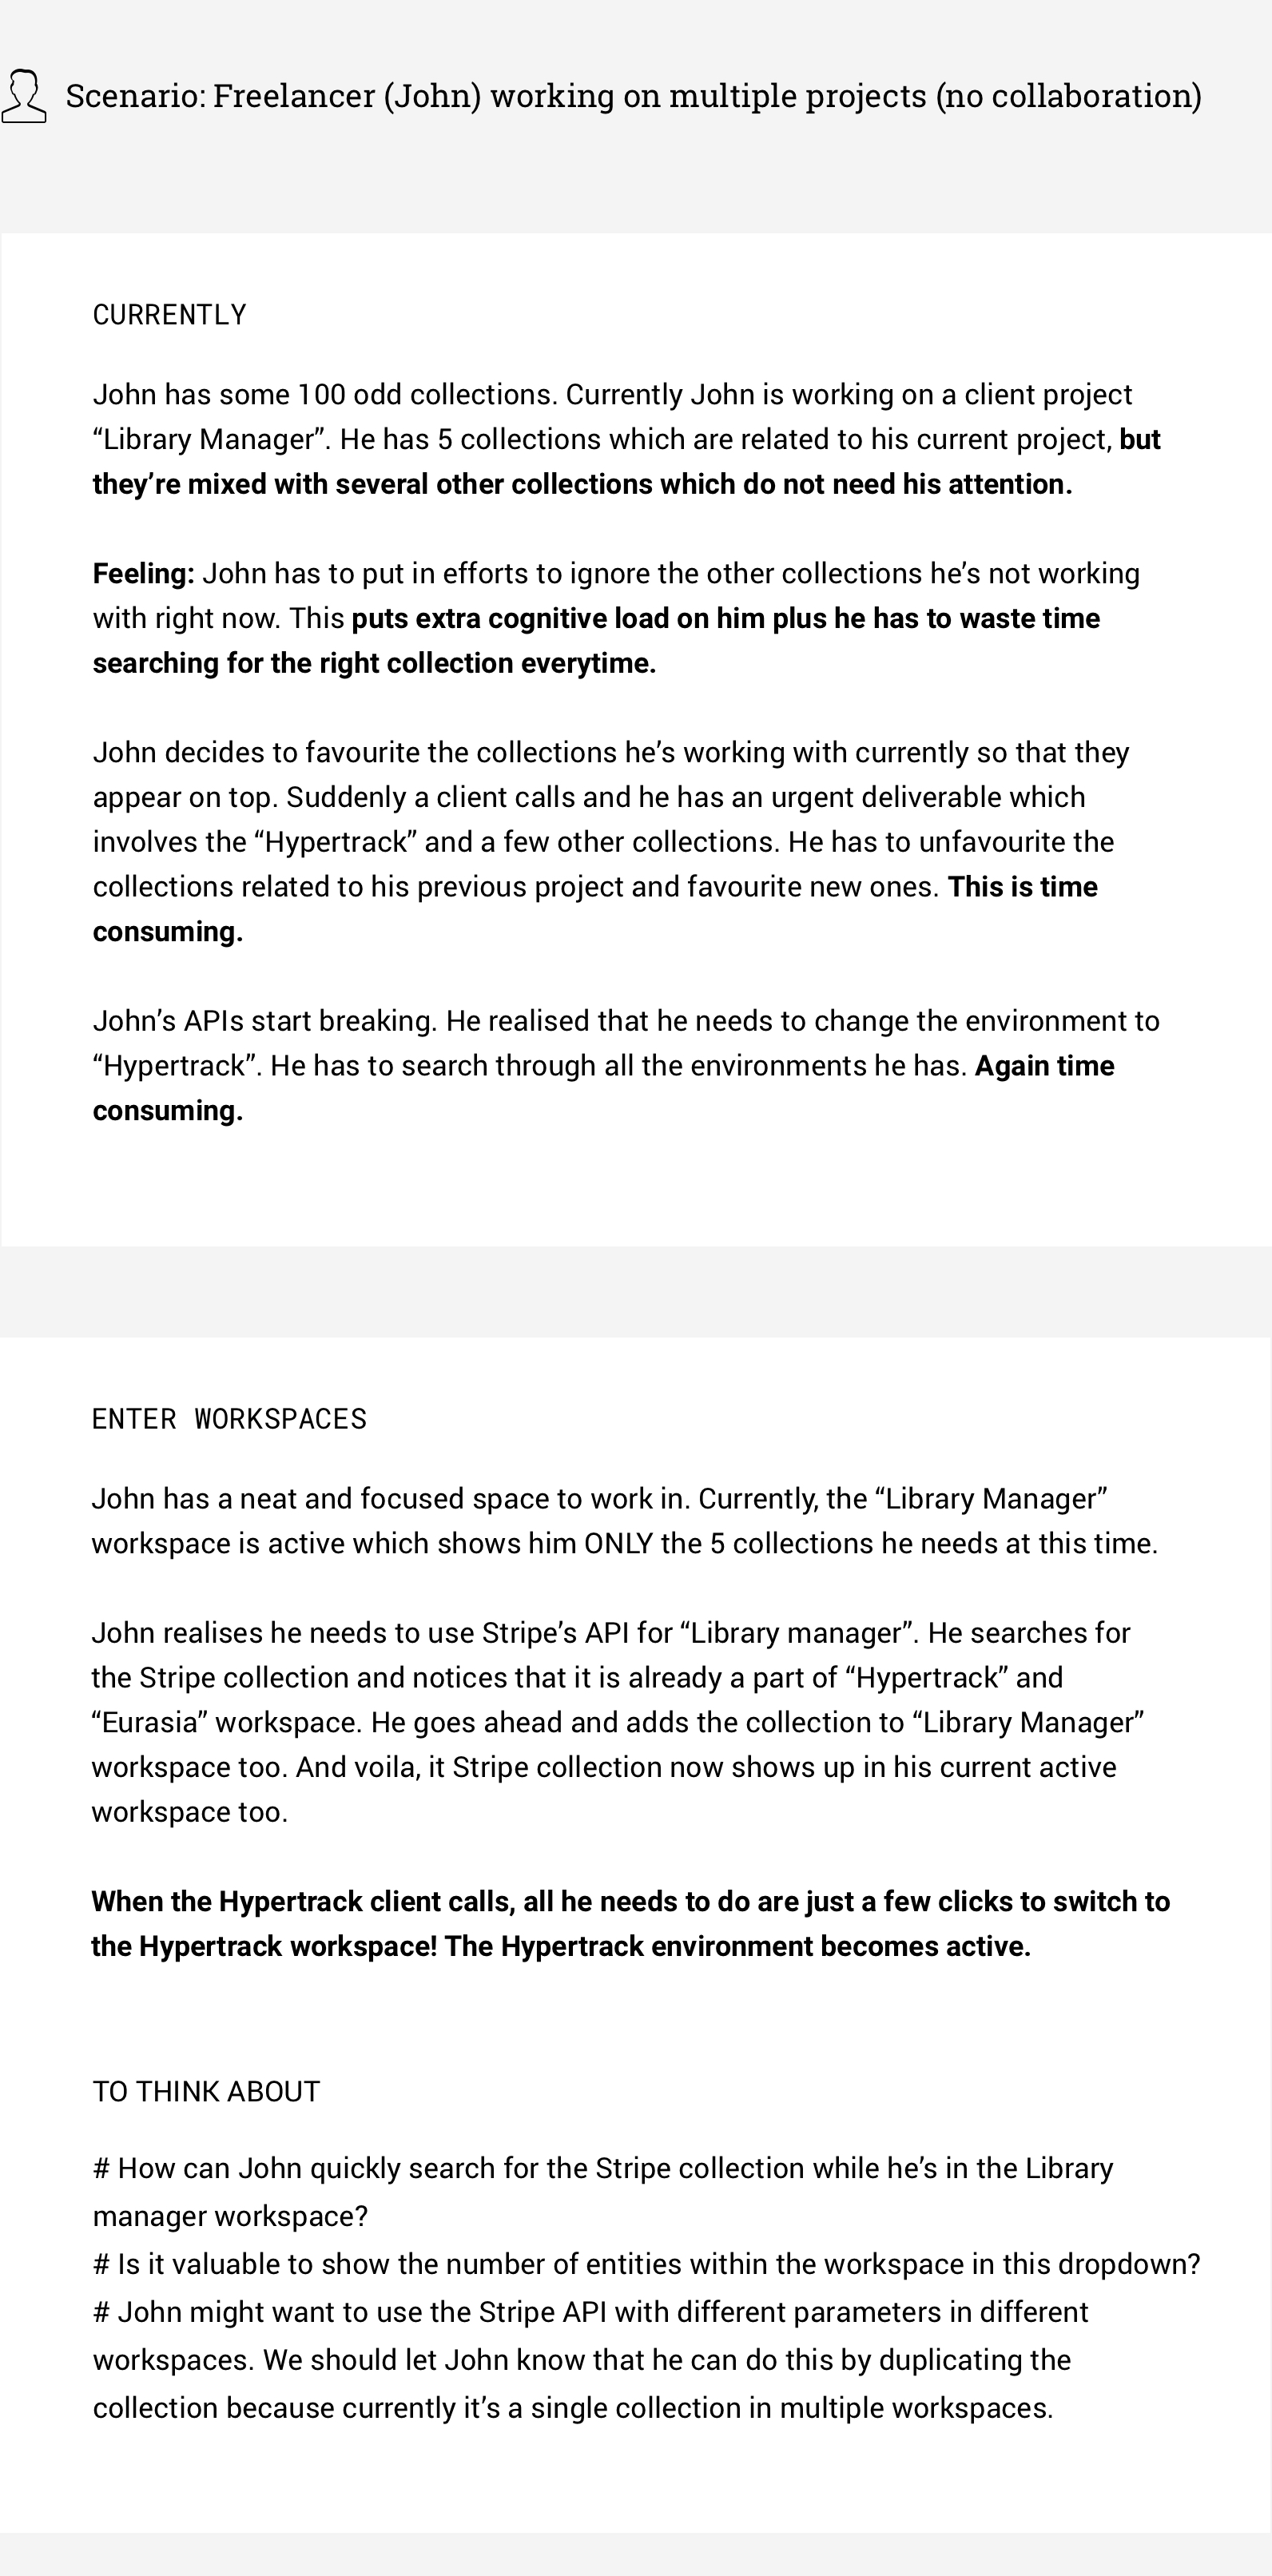 Scenario: Freelancer (John) working on multiple projects (no collaboration)
CURRENTLY
John has some 100 odd collections. Currently John is working on a client project
“Library Manager”. He has 5 collections which are related to his current project, but
they’re mixed with several other collections which do not need his attention.
Feeling: John has to put in efforts to ignore the other collections he’s not working
with right now. This puts extra cognitive load on him plus he has to waste time
searching for the right collection everytime.
John decides to favourite the collections he’s working with currently so that they
appear on top. Suddenly a client calls and he has an urgent deliverable which
involves the “Hypertrack” and a few other collections. He has to unfavourite the
collections related to his previous project and favourite new ones. This is time
consuming.
John’s APIs start breaking. He realised that he needs to change the environment to
“Hypertrack”. He has to search through all the environments he has. Again time
consuming.
ENTER WORKSPACES
John has a neat and focused space to work in. Currently, the “Library Manager”
workspace is active which shows him ONLY the 5 collections he needs at this time.
John realises he needs to use Stripe’s API for “Library manager”. He searches for
the Stripe collection and notices that it is already a part of “Hypertrack” and
“Eurasia” workspace. He goes ahead and adds the collection to “Library Manager”
workspace too. And voila, it Stripe collection now shows up in his current active
workspace too.
When the Hypertrack client calls, all he needs to do are just a few clicks to switch to
the Hypertrack workspace! The Hypertrack environment becomes active.
TO THINK ABOUT
# How can John quickly search for the Stripe collection while he’s in the Library
manager workspace?
# Is it valuable to show the number of entities within the workspace in this dropdown?
# John might want to use the Stripe API with different parameters in different
workspaces. We should let John know that he can do this by duplicating the
collection because currently it’s a single collection in multiple workspaces.